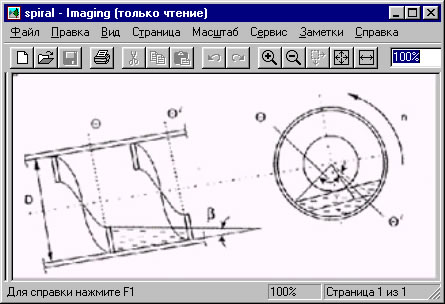 spiral - Imaging (только чтение)
Файл Правка Вид Страница Масштаб Сервис Заметки Справка
100%
Θ Θ'
Θ
n
D
β
Θ'
Для справки нажмите F1 100% Страница 1 из 1